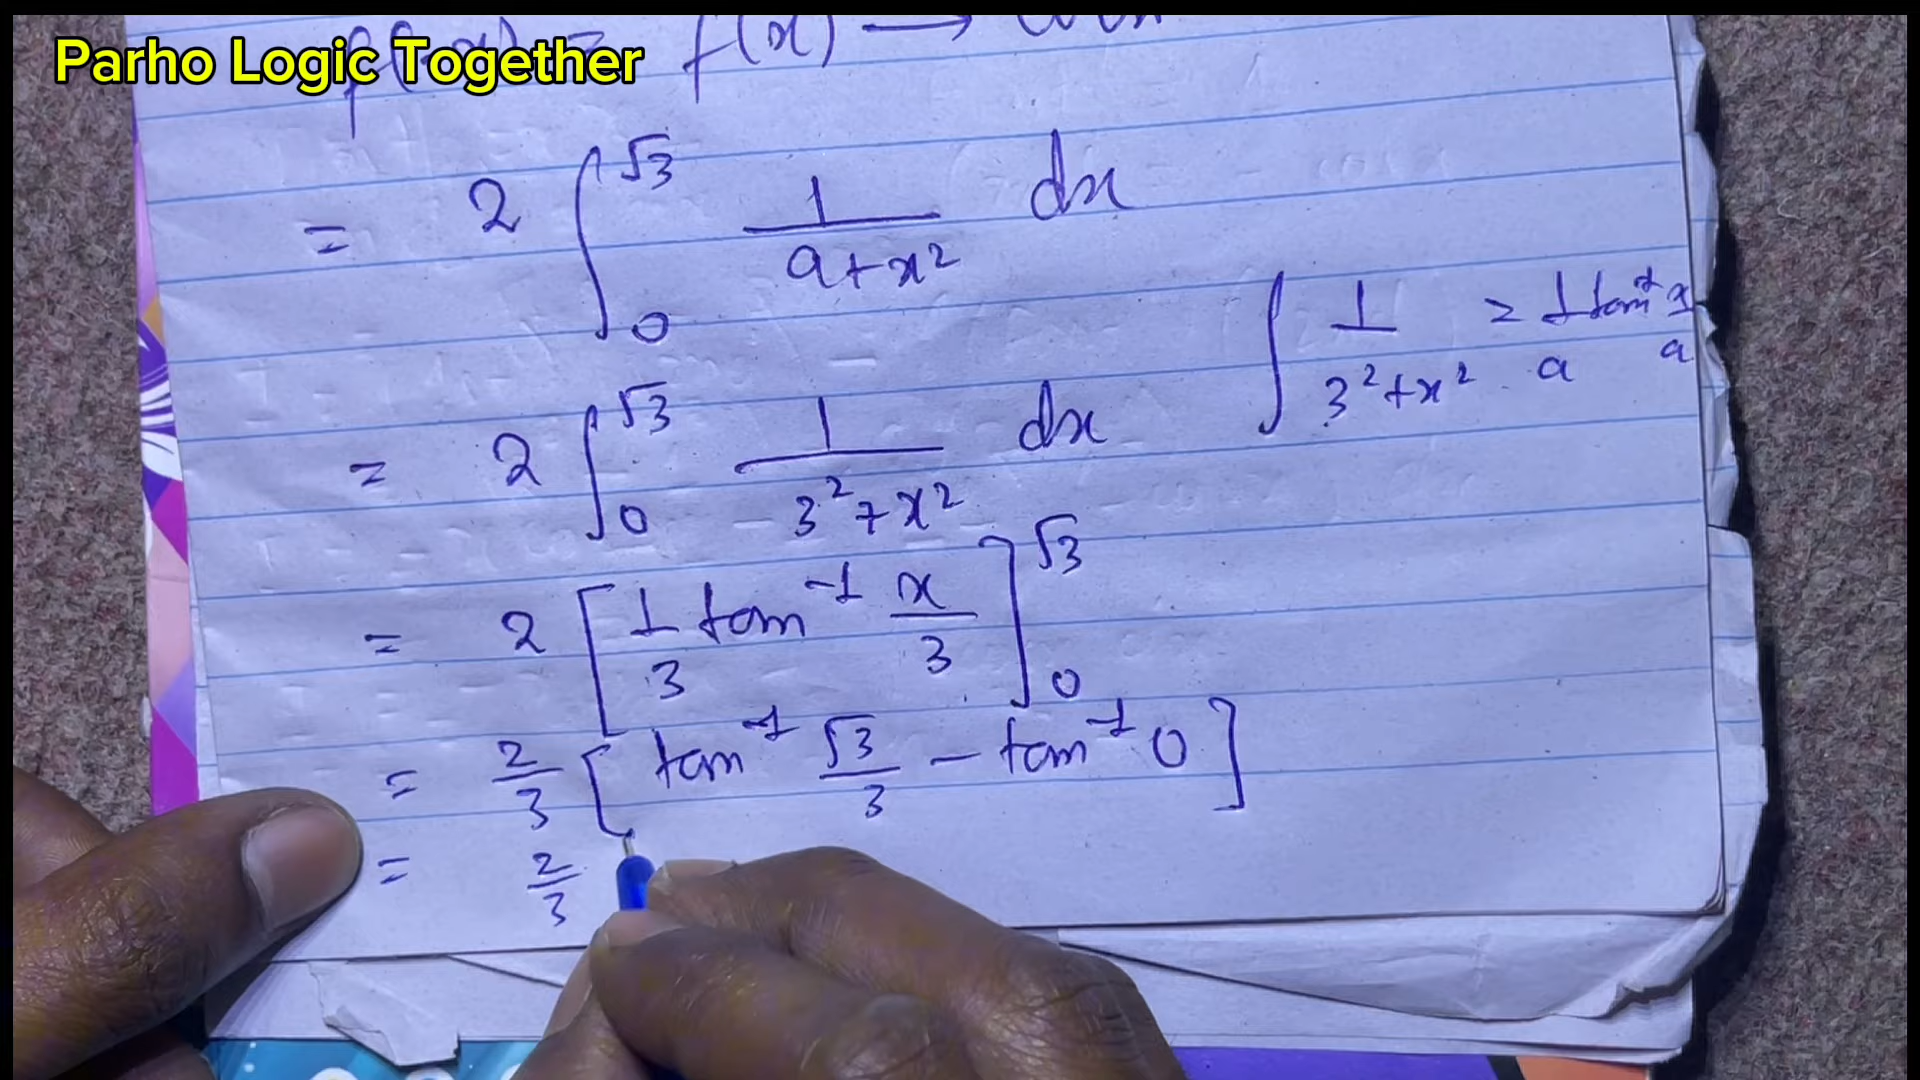 Parho Logic Together
f(-x) = f(x) →
= 2 ∫₀^√3 1/(9+x²) dx
∫ 1/(3²+x²) = 1/a tan⁻¹ x/a
= 2 ∫₀^√3 1/(3²+x²) dx
= 2 [1/3 tan⁻¹ x/3]₀^√3
= 2/3 [tan⁻¹ √3/3 - tan⁻¹ 0]
= 2/3